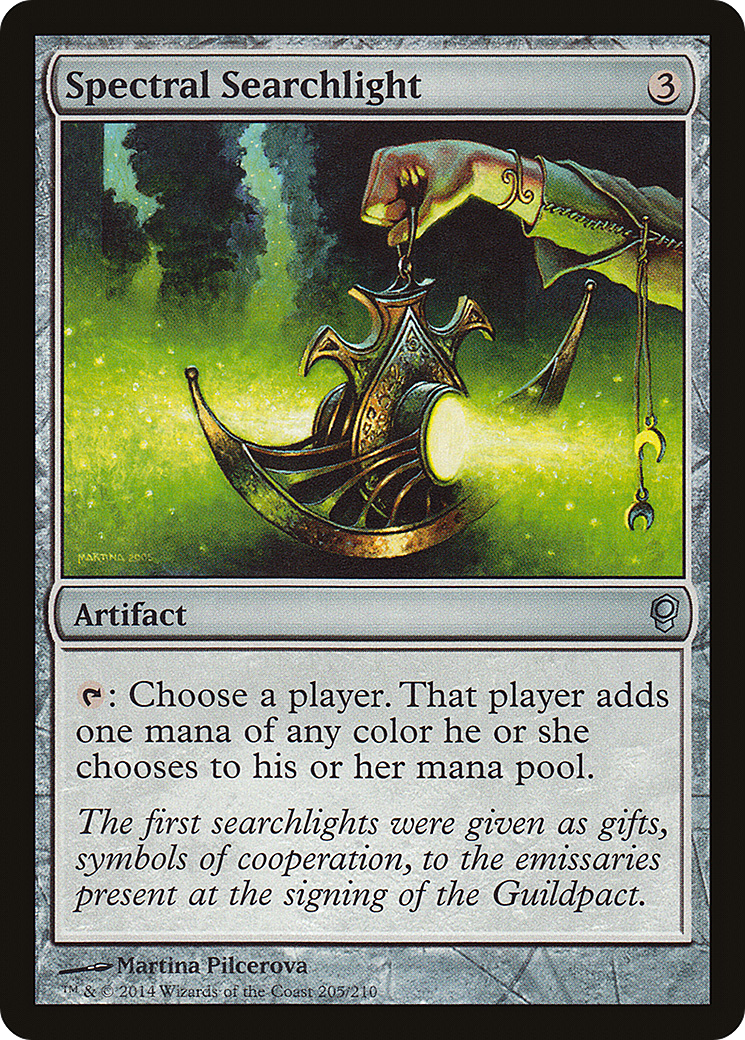 Spectral Searchlight
3
MARTINA 2005
Artifact
: Choose a player. That player adds
one mana of any color he or she
chooses to his or her mana pool.
The first searchlights were given as gifts,
symbols of cooperation, to the emissaries
present at the signing of the Guildpact.
Martina Pilcerova
™ & © 2014 Wizards of the Coast 205/210